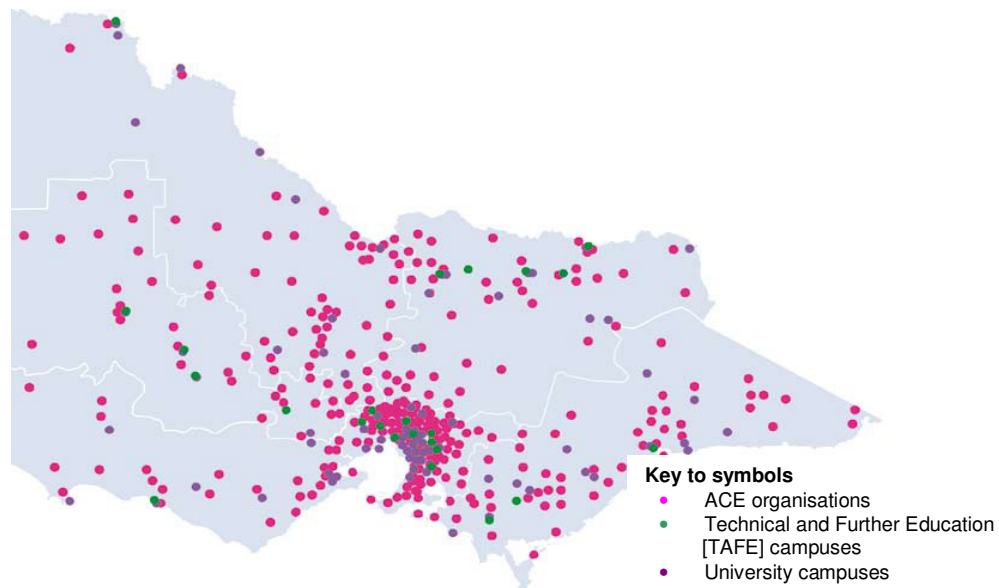 Key to symbols
ACE organisations
Technical and Further Education
[TAFE] campuses
University campuses